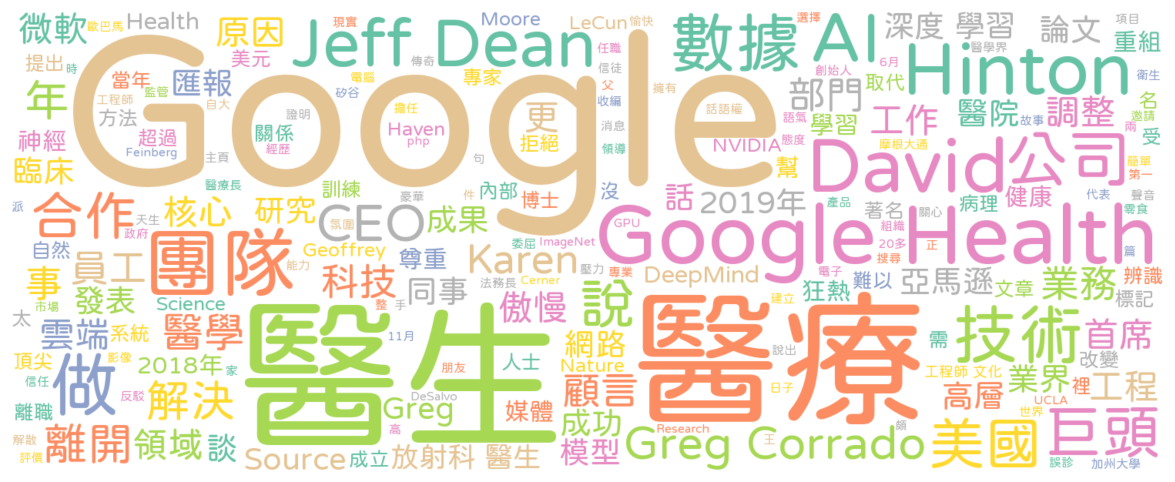 微軟
歐巴馬
Health
原因
Jeff Dean
Moore
LeCun
愉快
現實
任職
數據
AI
選擇
醫學界
深度 學習
論文
項目
重組
提出
時
美元
傳奇
電腦
專家
信徒
父
創始人
6月
取代
Hinton
衛生
當年
監管
匯報
工程師
自大
矽谷
Google
證明
擔任
更
收編
擁有
話語權
部門
醫院
調整
名
邀請
兩
年
方法
神經
超過
Feinberg
關係
經歷
主頁
Haven
php
拒絕
消息
領導
NVIDIA
語氣
態度
學習
工作
摩根大通
故事
受
簡單
第一
臨床
醫療長
訓練
豪華
句
件
內部
博士
沒
話
幫
2019年
產品
David
公司
健康
代表
聲音
零食
派
天生
政府
合作
核心
研究
CEO
氛圍
成果
委屈
ImageNet
GPU
著名
病理
關心
組織
20多
搜尋
正
篇
自然
Geoffrey
尊重
Karen
Google Health
事
員工
團隊
能力
科技
法務長
Cerner
壓力
專業
DeepMind
電子
難以
亞馬遜
業務
辨識
市場
發表
Science
整
手
同事
傲慢
說
建立
狂熱
文章
標記
太
雲端
系統
醫學
11月
醫生
醫療
網路
技術
首席
頂尖
影像
2018年
家
朋友
人士
Nature
說出
需
改變
信任
做
反駁
解決
DeSalvo
Greg
媒體
顧言
日子
工程師 文化
業界
裡
工程
UCLA
離職
高層
世界
解散
評價
離開
領域
談
高
成功
Research
王
頗
巨頭
Source
成立
放射科 醫生
模型
Greg Corrado
美國
誤診
加州大學